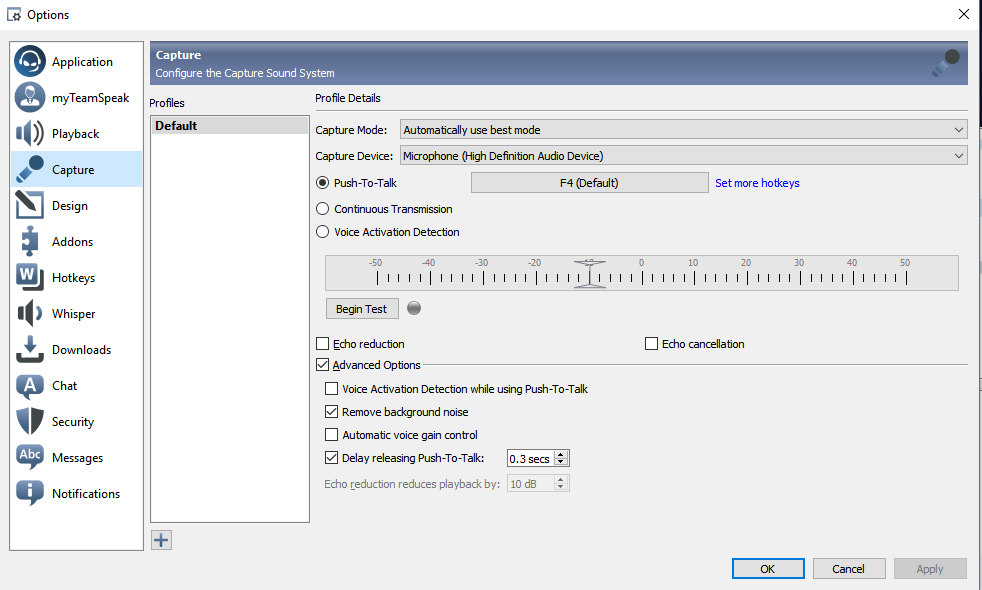 Options
Application
myTeamSpeak
Playback
Capture
Design
Addons
Hotkeys
Whisper
Downloads
Chat
Security
Messages
Notifications
W
A
Abc
Capture
Configure the Capture Sound System
Profiles
Default
Profile Details
Capture Mode: Automatically use best mode
Capture Device: Microphone (High Definition Audio Device)
Push-To-Talk F4 (Default) Set more hotkeys
Continuous Transmission
Voice Activation Detection
-50 -40 -30 -20 0 10 20 30 40 50
Begin Test
Echo reduction Echo cancellation
Advanced Options
Voice Activation Detection while using Push-To-Talk
Remove background noise
Automatic voice gain control
Delay releasing Push-To-Talk: 0.3 secs
Echo reduction reduces playback by: 10 dB
OK Cancel Apply